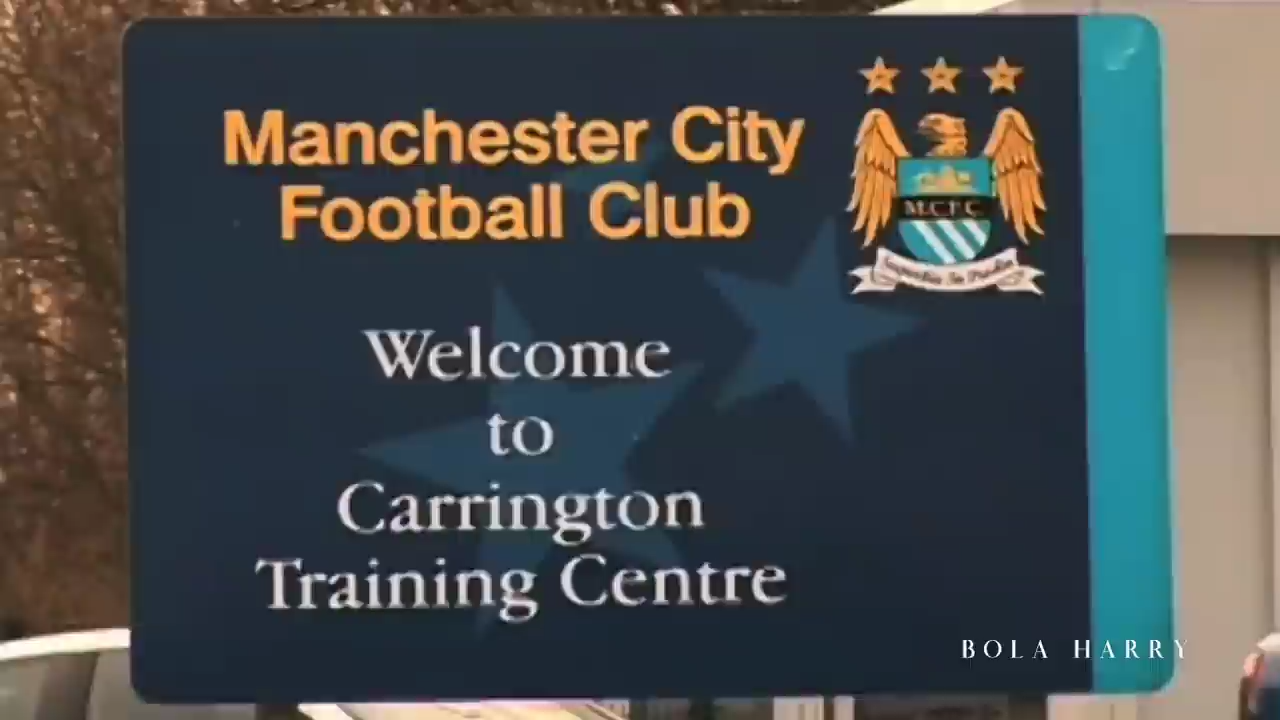 Manchester City
Football Club
M.C.F.C.
Welcome
to
Carrington
Training Centre
BOLA HARRY